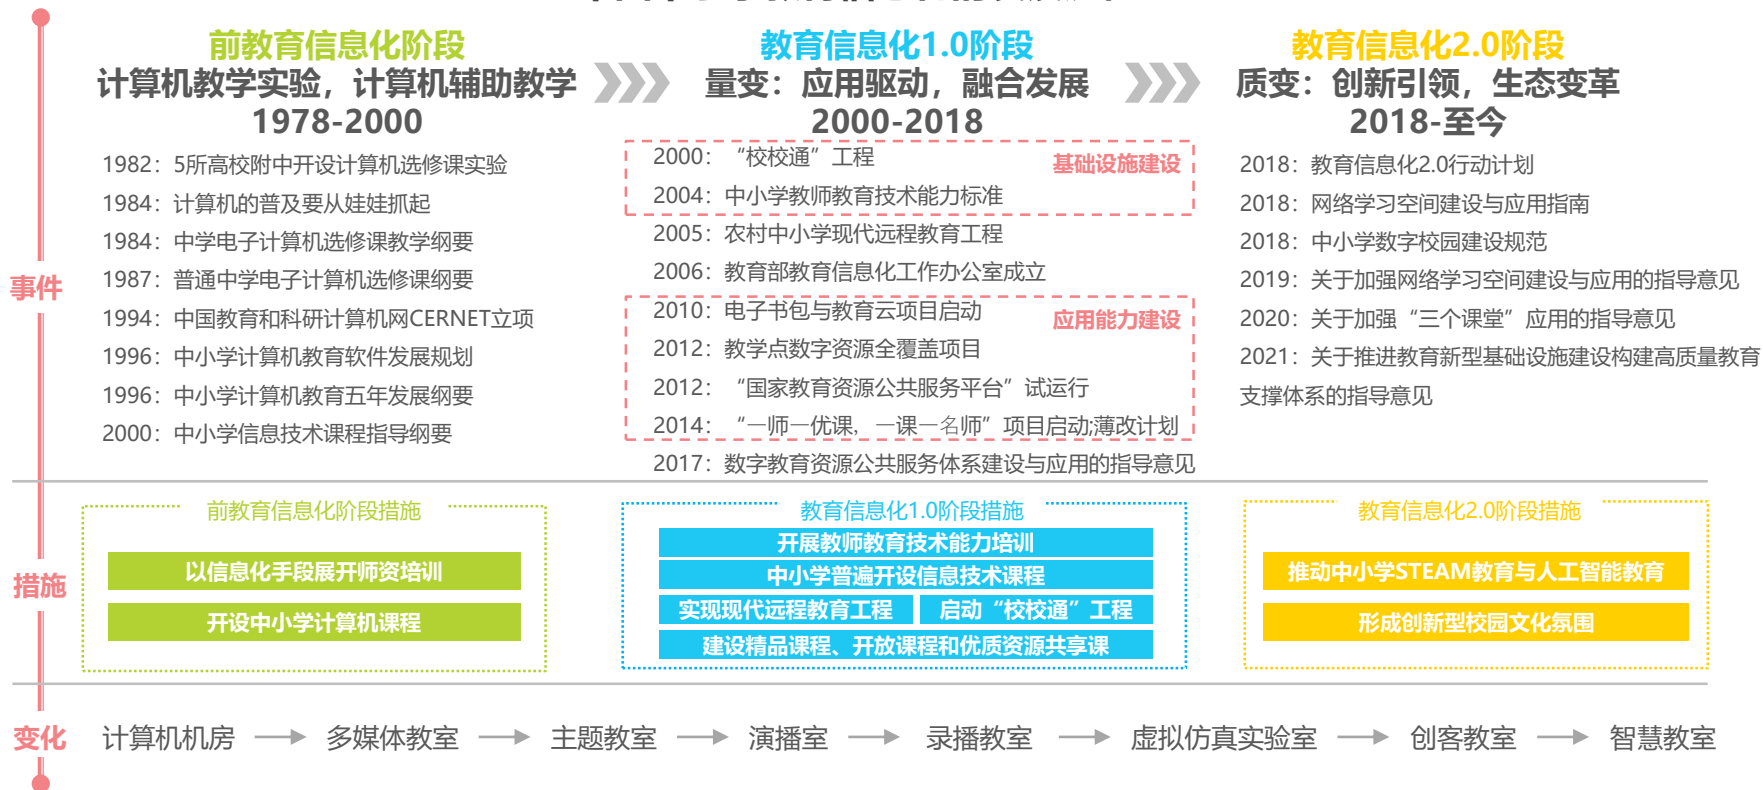 前教育信息化阶段
计算机教学实验，计算机辅助教学
1978-2000
教育信息化1.0阶段
量变：应用驱动，融合发展
2000-2018
教育信息化2.0阶段
质变：创新引领，生态变革
2018-至今
事件
1982：5所高校附中开设计算机选修课实验
1984：计算机的普及要从娃娃抓起
1984：中学电子计算机选修课教学纲要
1987：普通中学电子计算机选修课纲要
1994：中国教育和科研计算机网CERNET立项
1996：中小学计算机教育软件发展规划
1996：中小学计算机教育五年发展纲要
2000：中小学信息技术课程指导纲要
2000：“校校通”工程
基础设施建设
2004：中小学教师教育技术能力标准
2005：农村中小学现代远程教育工程
2006：教育部教育信息化工作办公室成立
2010：电子书包与教育云项目启动
应用能力建设
2012：教学点数字资源全覆盖项目
2012：“国家教育资源公共服务平台”试运行
2014：“一师一优课，一课一名师”项目启动;薄改计划
2017：数字教育资源公共服务体系建设与应用的指导意见
2018：教育信息化2.0行动计划
2018：网络学习空间建设与应用指南
2018：中小学数字校园建设规范
2019：关于加强网络学习空间建设与应用的指导意见
2020：关于加强“三个课堂”应用的指导意见
2021：关于推进教育新型基础设施建设构建高质量教育
支撑体系的指导意见
措施
前教育信息化阶段措施
以信息化手段展开师资培训
开设中小学计算机课程
教育信息化1.0阶段措施
开展教师教育技术能力培训
中小学普遍开设信息技术课程
实现现代远程教育工程
启动“校校通”工程
建设精品课程、开放课程和优质资源共享课
教育信息化2.0阶段措施
推动中小学STEAM教育与人工智能教育
形成创新型校园文化氛围
变化
计算机机房
多媒体教室
主题教室
演播室
录播教室
虚拟仿真实验室
创客教室
智慧教室